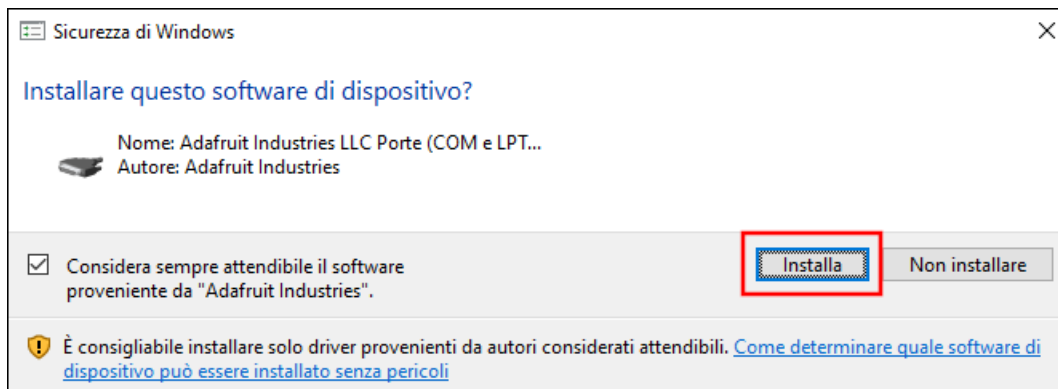 Sicurezza di Windows
Installare questo software di dispositivo?
Nome: Adafruit Industries LLC Porte (COM e LPT...
Autore: Adafruit Industries
Considera sempre attendibile il software
proveniente da "Adafruit Industries".
Installa
Non installare
È consigliabile installare solo driver provenienti da autori considerati attendibili. Come determinare quale software di
dispositivo può essere installato senza pericoli